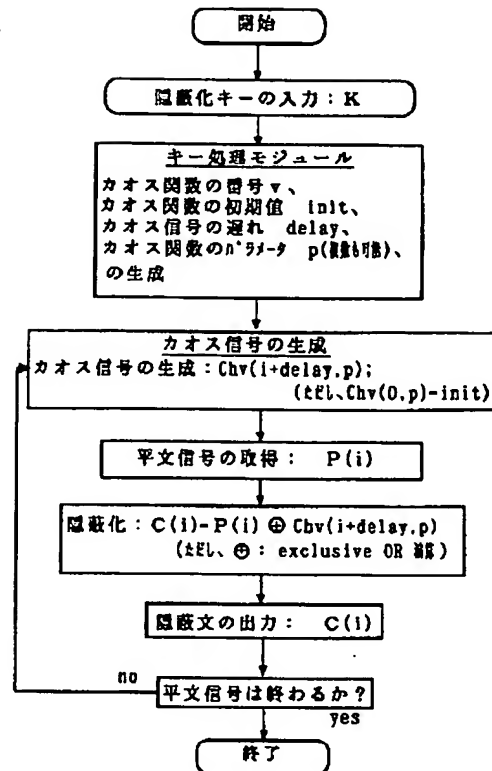 開始
隠蔽化キーの入力:K
キー処理モジュール
カオス関数の番号v、
カオス関数の初期値 init、
カオス信号の遅れ delay、
カオス関数のパラメータ p(複数も可能)、
の生成
カオス信号の生成
カオス信号の生成:Chv(i+delay,p);
(ただし、Chv(0,p)-init)
平文信号の取得: P(i)
隠蔽化:C(i)-P(i)⊕Chv(i+delay,p)
(ただし、⊕:exclusive OR 演算)
隠蔽文の出力: C(i)
no
平文信号は終わるか?
yes
終了